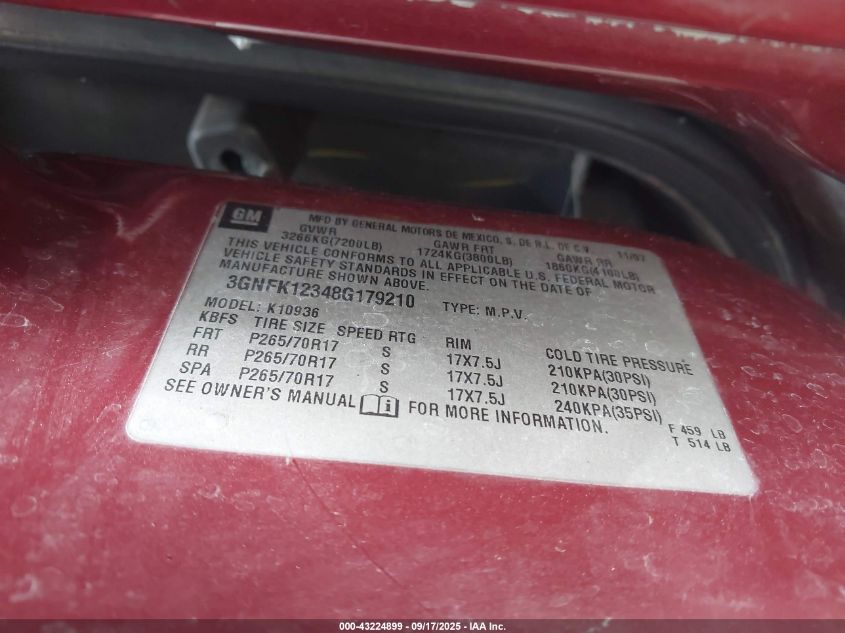 GM
MFD BY GENERAL MOTORS DE MEXICO, S. DE R.L. DE C.V. 11/07
GVWR GAWR FRT GAWR RR
3266KG(7200LB) 1724KG(3800LB) 1860KG(4100LB)
THIS VEHICLE CONFORMS TO ALL APPLICABLE U.S. FEDERAL MOTOR
VEHICLE SAFETY STANDARDS IN EFFECT ON THE DATE OF
MANUFACTURE SHOWN ABOVE.
3GNFK12348G179210 TYPE: M.P.V.
MODEL: K10936
KBFS TIRE SIZE SPEED RTG RIM COLD TIRE PRESSURE
FRT P265/70R17 S 17X7.5J 210KPA(30PSI)
RR P265/70R17 S 17X7.5J 210KPA(30PSI)
SPA P265/70R17 S 17X7.5J 240KPA(35PSI)
SEE OWNER'S MANUAL i FOR MORE INFORMATION.
F 459 LB
T 514 LB
000-43224899 - 09/17/2025 - IAA Inc.